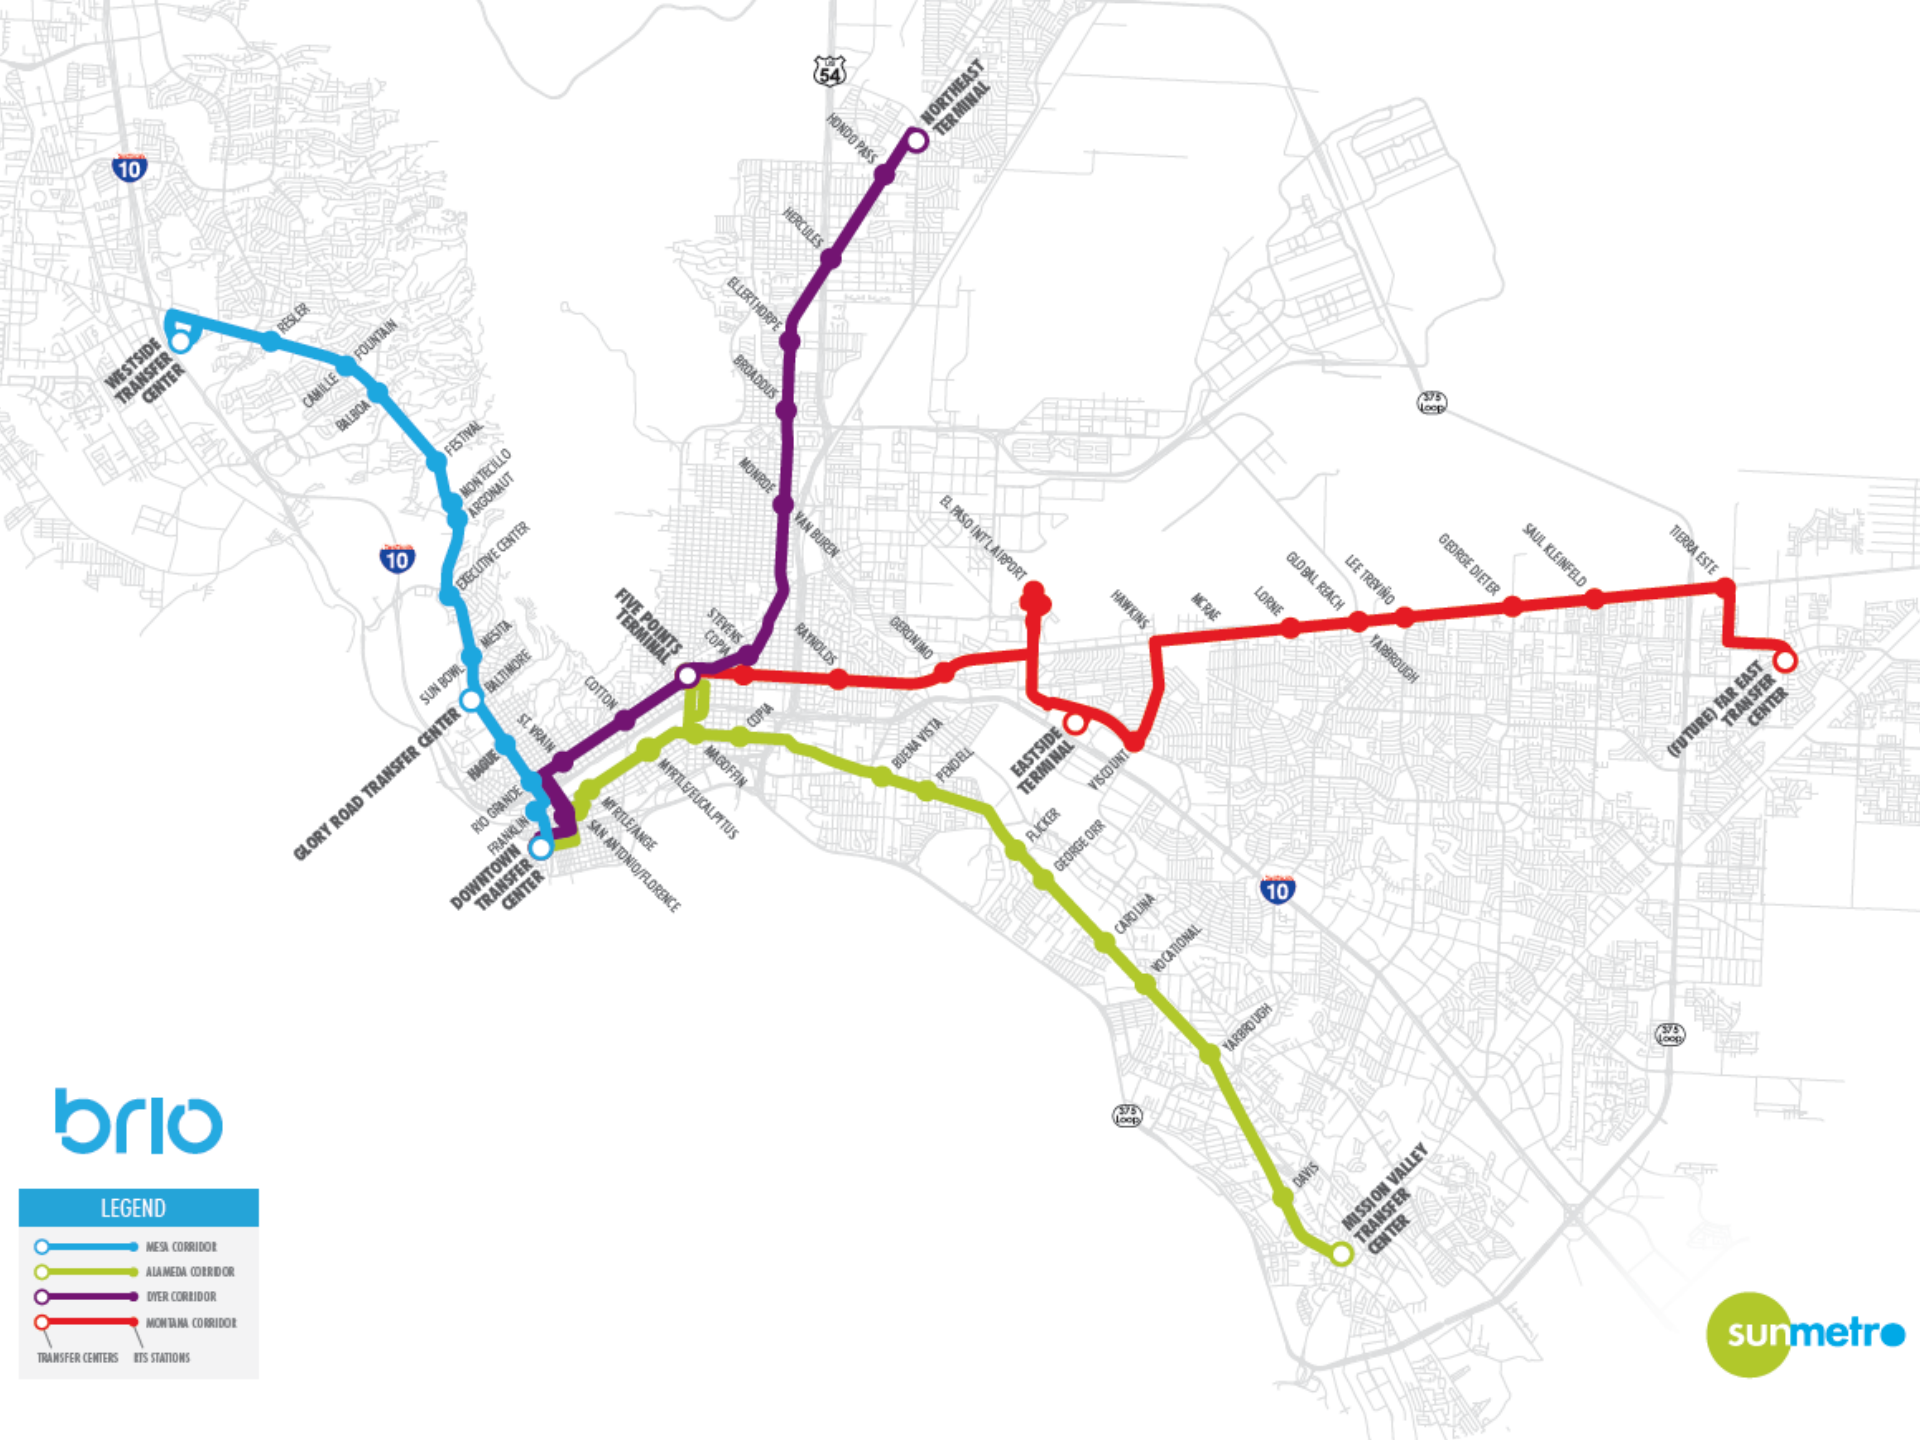 US
54
NORTHEAST
TERMINAL
HONDO PASS
10
HERCULES
ELLERTHORPE
RESLER
FOUNTAIN
WESTSIDE
TRANSFER
CENTER
CAMILLE
BALBOA
BROADDUS
375
Loop
FESTIVAL
MONTECILLO
ARGONAUT
MONROE
VAN BUREN
EL PASO INT'L AIRPORT
10
EXECUTIVE CENTER
HAWKINS
MCRAE
LORNE
GLOBAL REACH
LEE TREVIÑO
GEORGE DIETER
SAUL KLEINFELD
TIERRA ESTE
YARBROUGH
FIVE POINTS
TERMINAL
STEVENS
COPIA
RAYNOLDS
GERONIMO
MESITA
SUN BOWL
BALTIMORE
GLORY ROAD TRANSFER CENTER
COTTON
ST. VRAIN
HAGUE
RIO GRANDE
FRANKLIN
DOWNTOWN
TRANSFER
CENTER
COPIA
MAGOFFIN
MYRTLE/EUCALPYTUS
MYRTLE/ANGE
SAN ANTONIO/FLORENCE
BUENA VISTA
PENDELL
EASTSIDE
TERMINAL
VISCOUNT
(FUTURE) FAR EAST
TRANSFER
CENTER
FLICKER
GEORGE ORR
10
CAROLINA
VOCATIONAL
YARBROUGH
375
Loop
375
Loop
DAVIS
MISSION VALLEY
TRANSFER
CENTER
brio
LEGEND
MESA CORRIDOR
ALAMEDA CORRIDOR
DYER CORRIDOR
MONTANA CORRIDOR
TRANSFER CENTERS RTS STATIONS
sunmetro